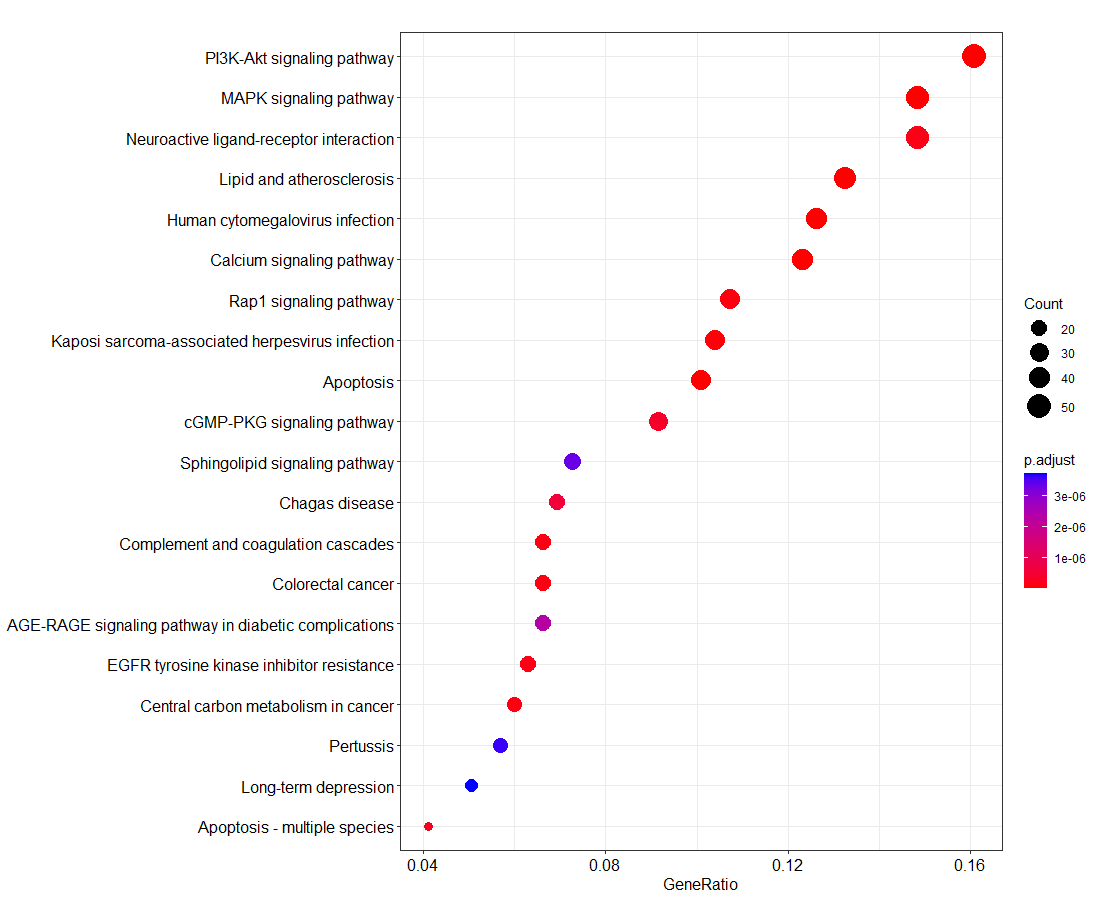 PI3K-Akt signaling pathway
MAPK signaling pathway
Neuroactive ligand-receptor interaction
Lipid and atherosclerosis
Human cytomegalovirus infection
Calcium signaling pathway
Rap1 signaling pathway
Kaposi sarcoma-associated herpesvirus infection
Apoptosis
cGMP-PKG signaling pathway
Sphingolipid signaling pathway
Chagas disease
Complement and coagulation cascades
Colorectal cancer
AGE-RAGE signaling pathway in diabetic complications
EGFR tyrosine kinase inhibitor resistance
Central carbon metabolism in cancer
Pertussis
Long-term depression
Apoptosis - multiple species
0.04 0.08 0.12 0.16
GeneRatio
Count
20
30
40
50
p.adjust
3e-06
2e-06
1e-06